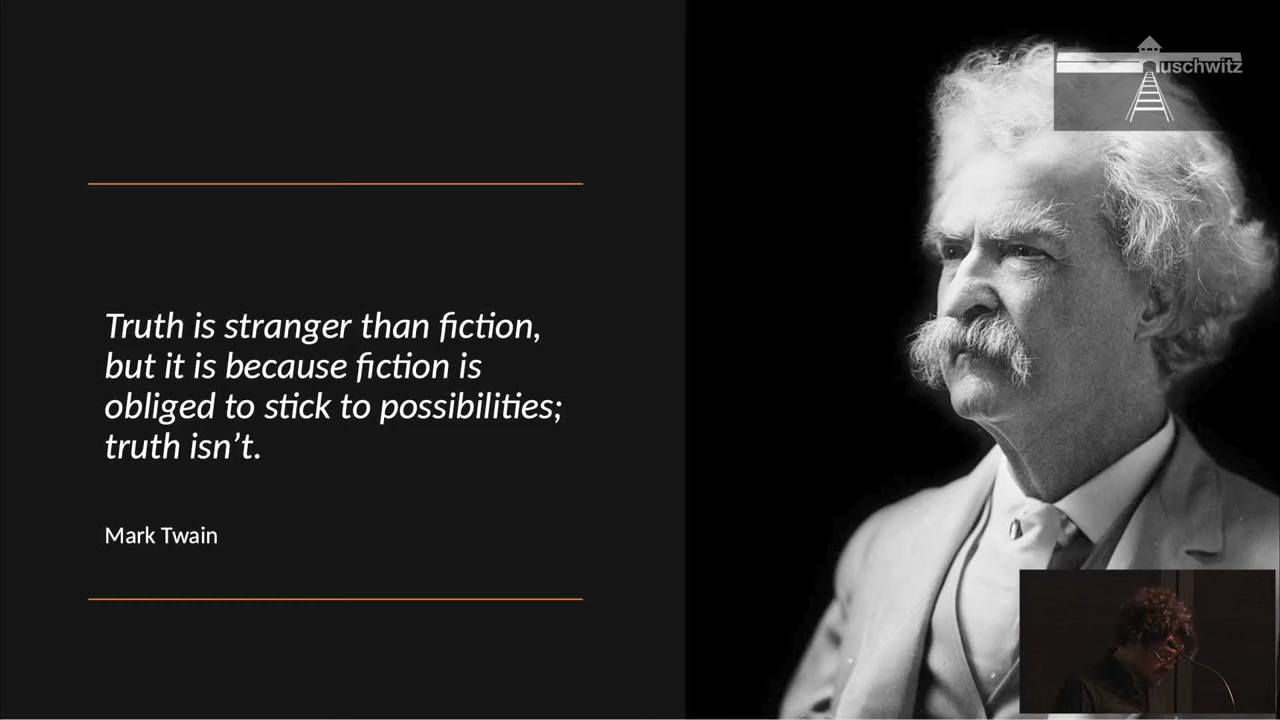 uschwitz
Truth is stranger than fiction,
but it is because fiction is
obliged to stick to possibilities;
truth isn’t.
Mark Twain